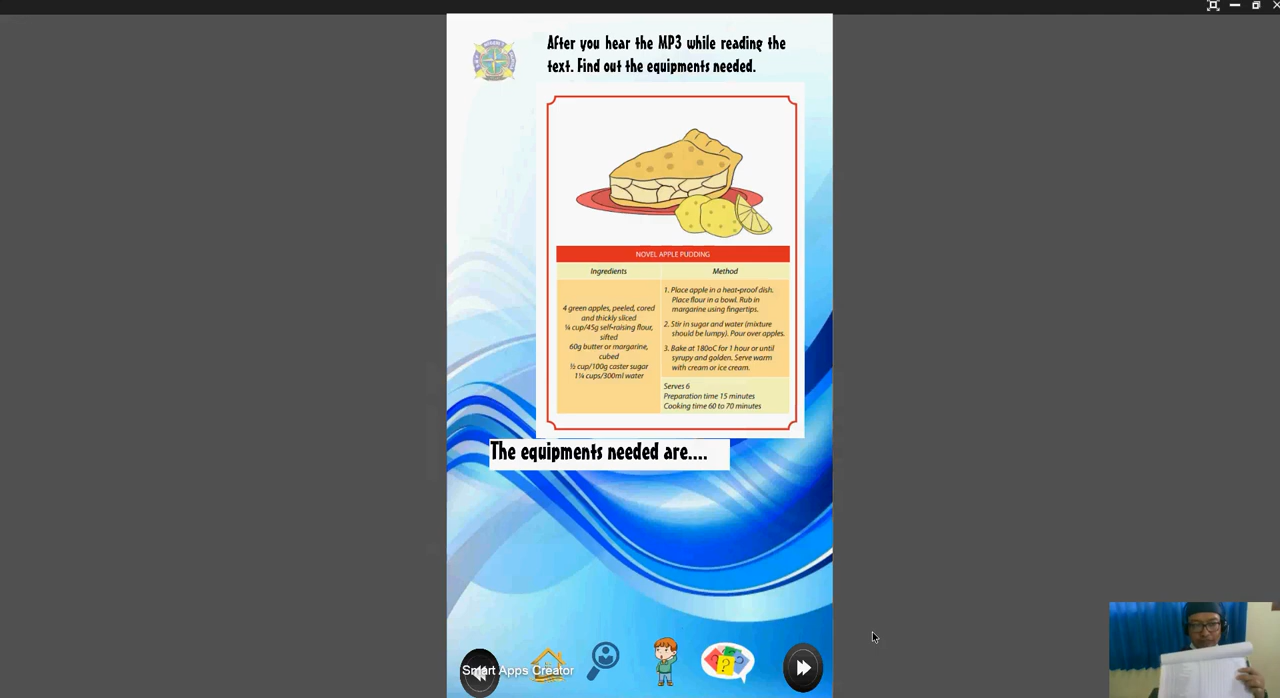 After you hear the MP3 while reading the
text. Find out the equipments needed.
NOVEL APPLE PUDDING
Ingredients
4 green apples, peeled, cored
and thickly sliced
¼ cup/45g self-raising flour,
sifted
60g butter or margarine,
cubed
½ cup/100g caster sugar
1¼ cups/300ml water
Method
1. Place apple in a heat-proof dish.
Place flour in a bowl. Rub in
margarine using fingertips.
2. Stir in sugar and water (mixture
should be lumpy). Pour over apples.
3. Bake at 180oC for 1 hour or until
syrupy and golden. Serve warm
with cream or ice cream.
Serves 6
Preparation time 15 minutes
Cooking time 60 to 70 minutes
The equipments needed are....
Smart Apps Creator